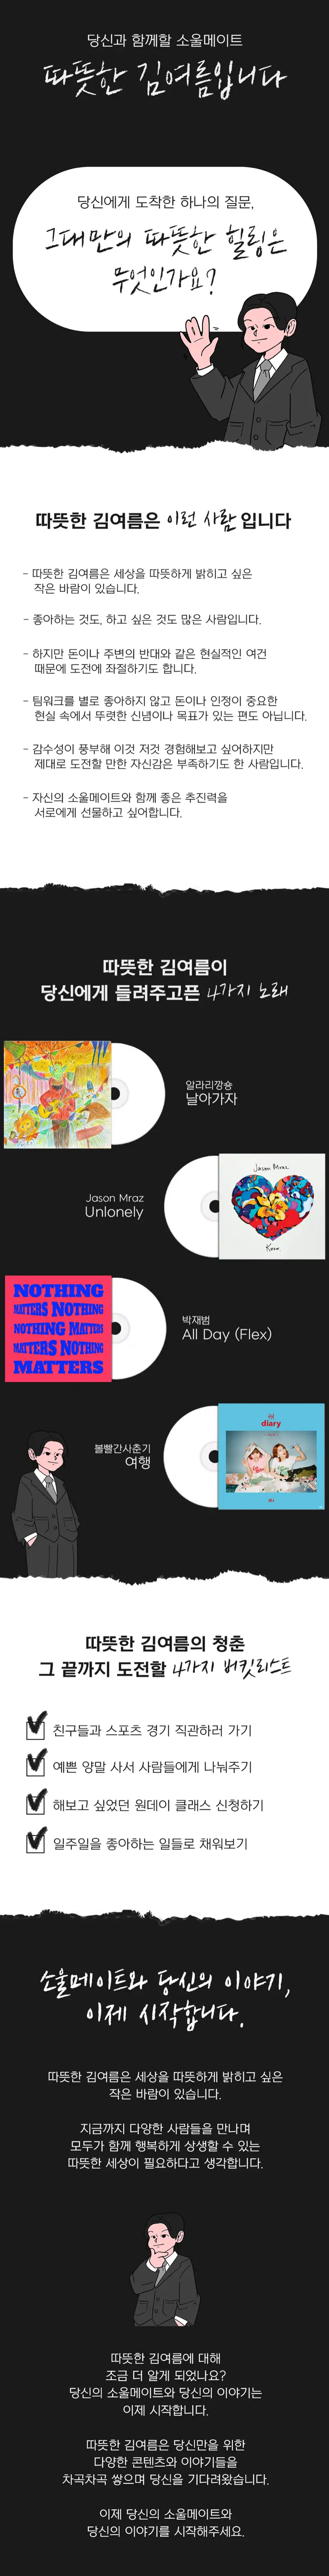 당신과 함께할 소울메이트
따뜻한 김여름입니다
당신에게 도착한 하나의 질문,
그대만의 따뜻한 힐링은
무엇인가요?
따뜻한 김여름은 이런 사람 입니다
- 따뜻한 김여름은 세상을 따뜻하게 밝히고 싶은
작은 바람이 있습니다.
- 좋아하는 것도, 하고 싶은 것도 많은 사람입니다.
- 하지만 돈이나 주변의 반대와 같은 현실적인 여건
때문에 도전에 좌절하기도 합니다.
- 팀워크를 별로 좋아하지 않고 돈이나 인정이 중요한
현실 속에서 뚜렷한 신념이나 목표가 있는 편도 아닙니다.
- 감수성이 풍부해 이것 저것 경험해보고 싶어하지만
제대로 도전할 만한 자신감은 부족하기도 한 사람입니다.
- 자신의 소울메이트와 함께 좋은 추진력을
서로에게 선물하고 싶어합니다.
따뜻한 김여름이
당신에게 들려주고픈 4가지 노래
알라리깡숑
날아가자
Jason Mraz
Know.
Jason Mraz
Unlonely
NOTHING
MATTERS NOTHING
NOTHING MATTERS
MATTERS NOTHING
MATTERS
박재범
All Day (Flex)
볼빨간사춘기
여행
diary
따뜻한 김여름의 청춘
그 끝까지 도전할 4가지 버킷리스트
친구들과 스포츠 경기 직관하러 가기
예쁜 양말 사서 사람들에게 나눠주기
해보고 싶었던 원데이 클래스 신청하기
일주일을 좋아하는 일들로 채워보기
소울메이트와 당신의 이야기,
이제 시작합니다.
따뜻한 김여름은 세상을 따뜻하게 밝히고 싶은
작은 바람이 있습니다.
지금까지 다양한 사람들을 만나며
모두가 함께 행복하게 상생할 수 있는
따뜻한 세상이 필요하다고 생각합니다.
따뜻한 김여름에 대해
조금 더 알게 되었나요?
당신의 소울메이트와 당신의 이야기는
이제 시작합니다.
따뜻한 김여름은 당신만을 위한
다양한 콘텐츠와 이야기들을
차곡차곡 쌓으며 당신을 기다려왔습니다.
이제 당신의 소울메이트와
당신의 이야기를 시작해주세요.